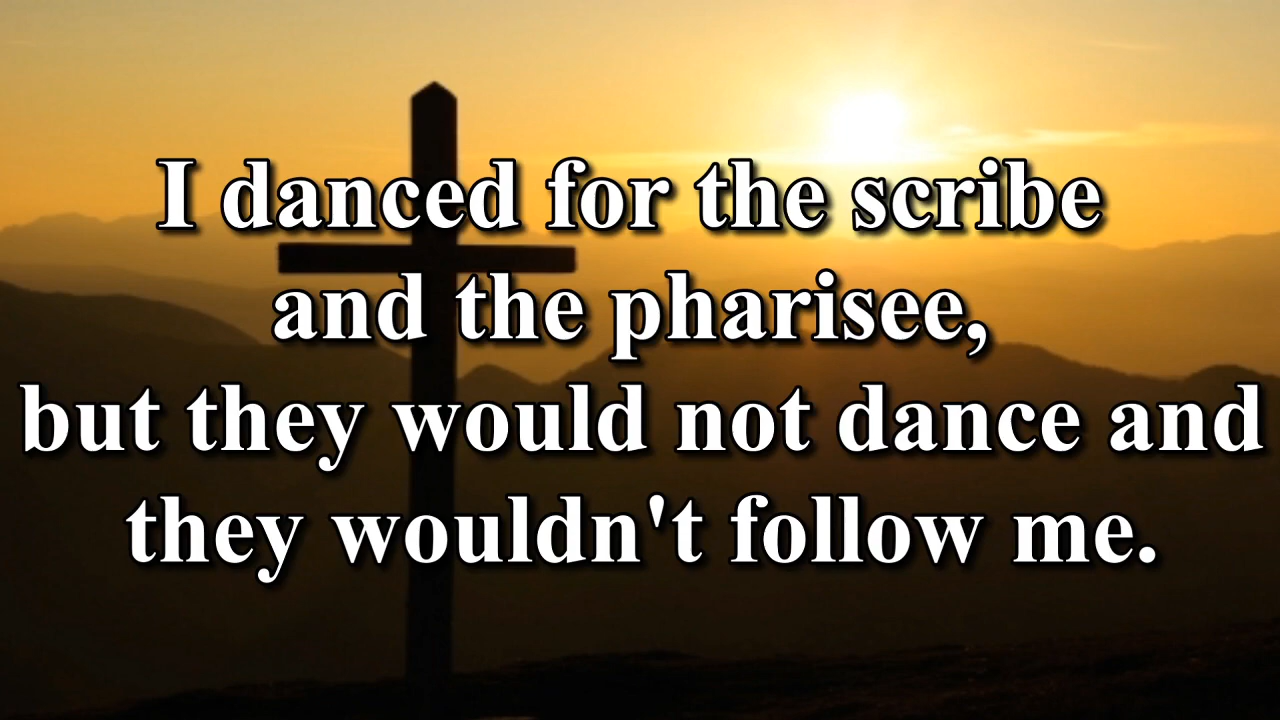 I danced for the scribe
and the pharisee,
but they would not dance and
they wouldn't follow me.